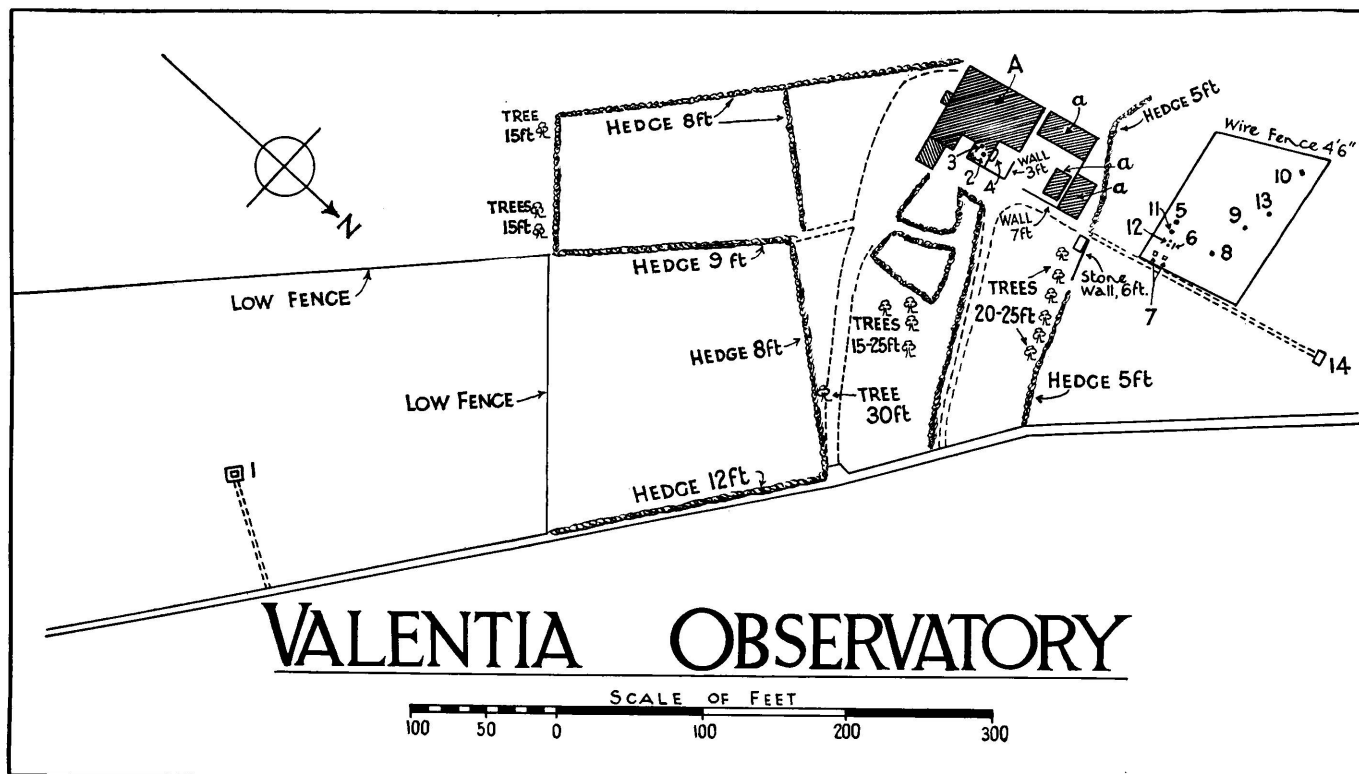 A
a
HEDGE 5ft
Wire Fence 4'6"
TREE
15ft
HEDGE 8ft
a
a
3
2
4
WALL
3ft
10
13
9
11
5
12
6
8
7
N
TREES
15ft
WALL
7ft
HEDGE 9 ft
Stone
Wall, 6ft.
LOW FENCE
TREES
20-25ft
TREES
15-25ft
HEDGE 8ft
14
HEDGE 5ft
LOW FENCE
TREE
30ft
1
HEDGE 12ft
VALENTIA OBSERVATORY
SCALE OF FEET
100 50 0 100 200 300